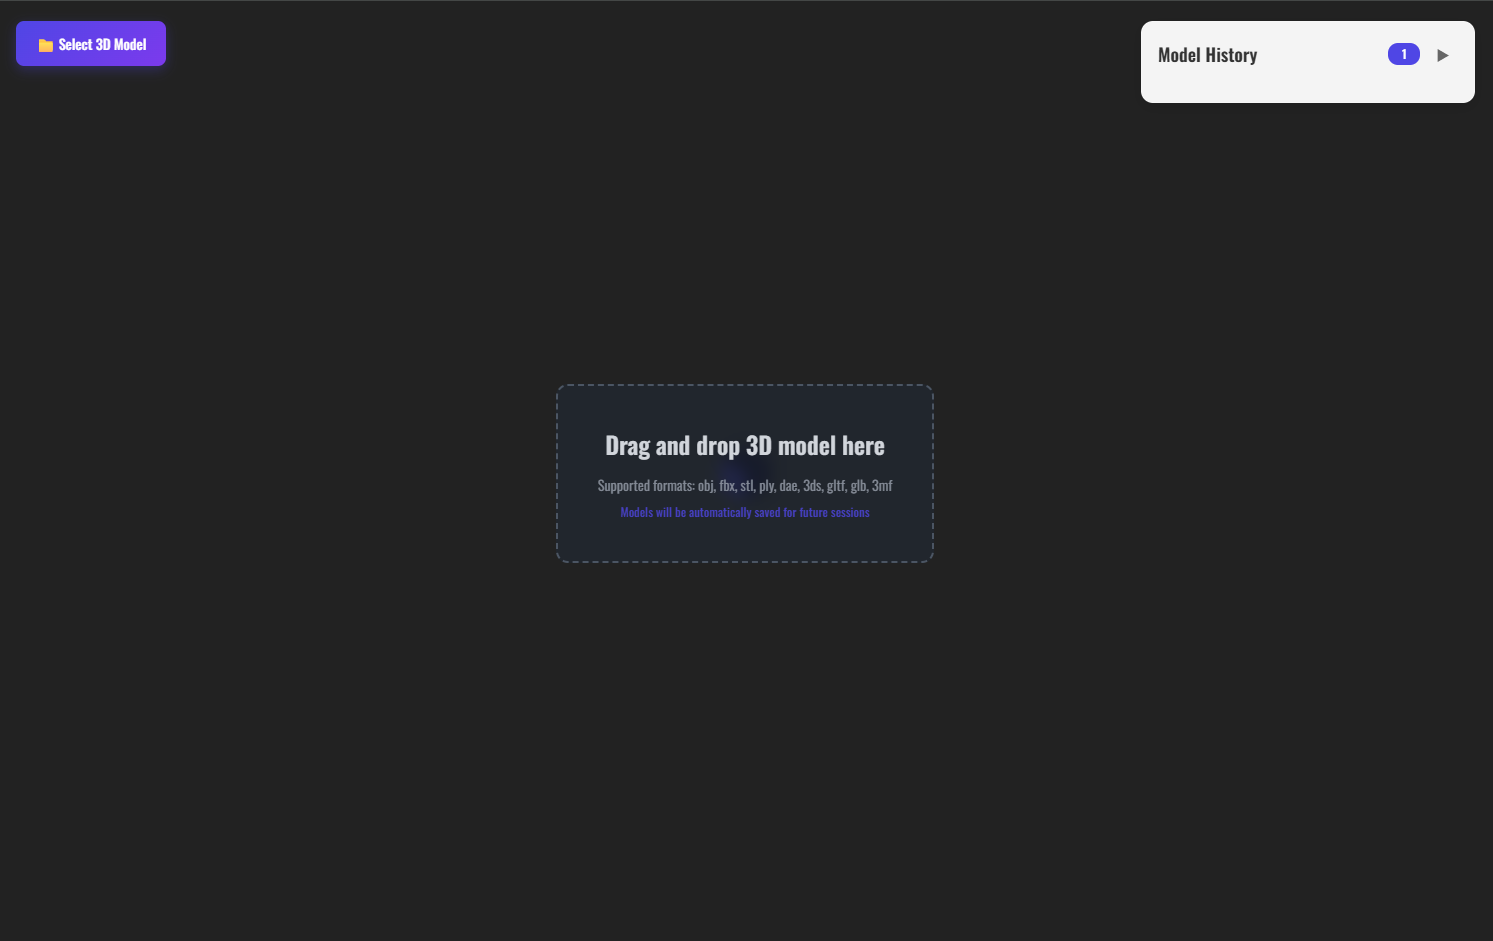 Select 3D Model
Model History
1
Drag and drop 3D model here
Supported formats: obj, fbx, stl, ply, dae, 3ds, gltf, glb, 3mf
Models will be automatically saved for future sessions